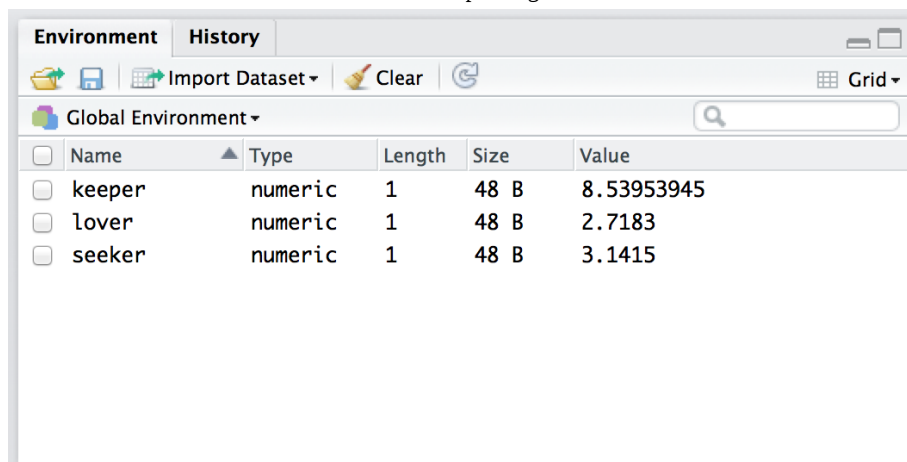 Environment History
Import Dataset Clear Grid
Global Environment
Name Type Length Size Value
keeper numeric 1 48 B 8.53953945
lover numeric 1 48 B 2.7183
seeker numeric 1 48 B 3.1415